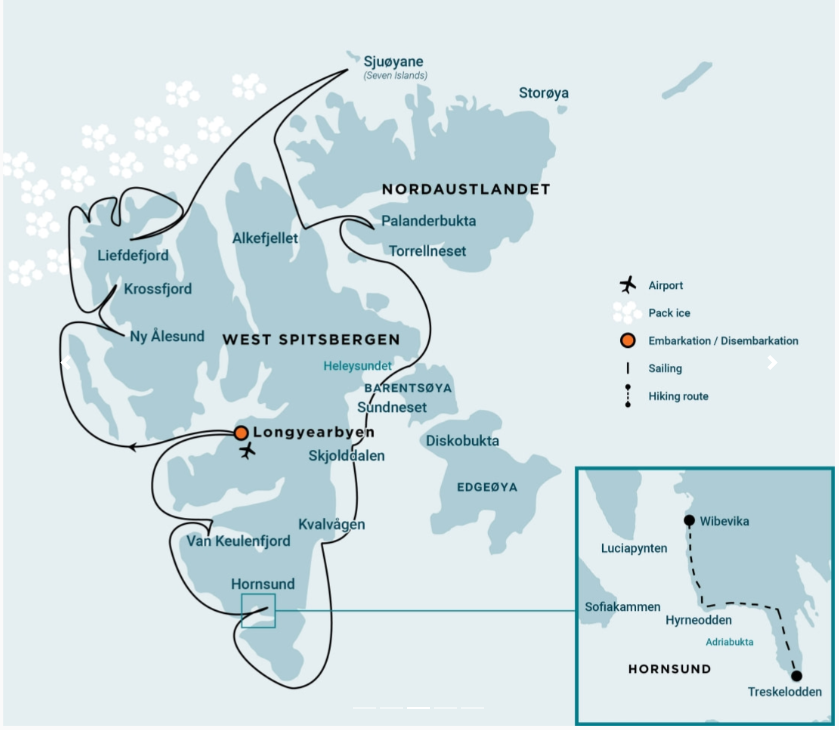 Sjuøyane
(Seven Islands)
Storøya
NORDAUSTLANDET
Palanderbukta
Alkefjellet
Torrellneset
Liefdefjord
Krossfjord
Airport
Pack ice
Ny Ålesund
WEST SPITSBERGEN
Embarkation / Disembarkation
Heleysundet
Sailing
BARENTSØYA
Hiking route
Sundneset
Longyearbyen
Diskobukta
Skjolddalen
EDGEØYA
Kvalvågen
Van Keulenfjord
Hornsund
Wibevika
Luciapynten
Sofiakammen
Hyrneodden
Adriabukta
HORNSUND
Treskelodden